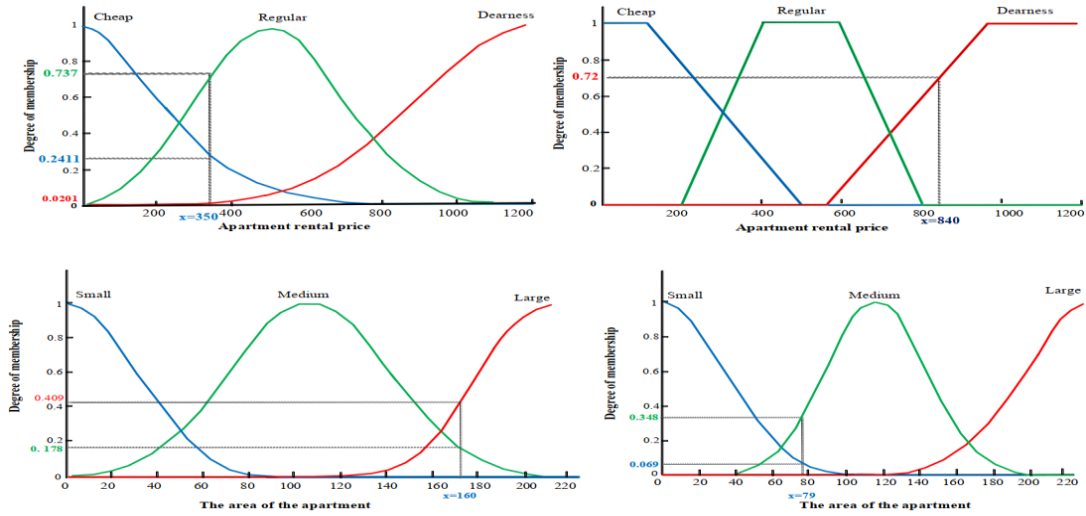 Cheap Regular Dearness
1
0.8
0.737
0.6
0.4
0.2411
0.2
0.0201
Degree of membership
200 400 600 800 1000 1200
x=350
Apartment rental price
Cheap Regular Dearness
1
0.8
0.72
0.6
0.4
0.2
0
Degree of membership
200 400 600 800 1000 1200
x=840
Apartment rental price
Small Medium Large
1
0.8
0.6
0.409
0.4
0.2
0. 178
0
Degree of membership
0 20 40 60 80 100 120 140 160 180 200 220
x=160
The area of the apartment
Small Medium Large
1
0.8
0.6
0.4
0.348
0.2
0.069
0
Degree of membership
0 20 40 60 80 100 120 140 160 180 200 220
x=79
The area of the apartment